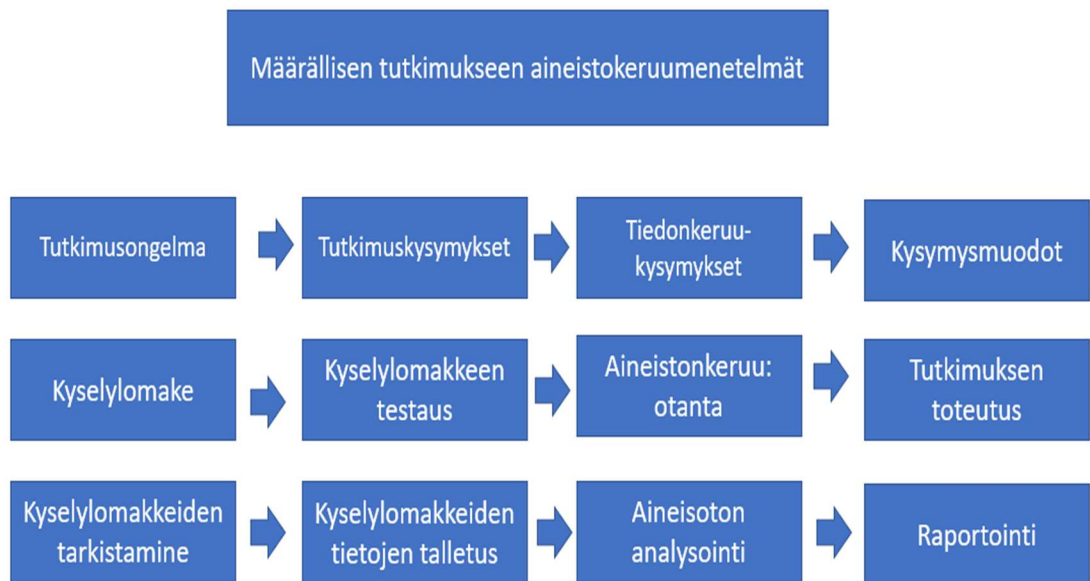 Määrällisen tutkimukseen aineistokeruumenetelmät
Tutkimusongelma
Tutkimuskysymykset
Tiedonkeruu-
kysymykset
Kysymysmuodot
Kyselylomake
Kyselylomakkeen
testaus
Aineistonkeruu:
otanta
Tutkimuksen
toteutus
Kyselylomakkeiden
tarkistamine
Kyselylomakkeiden
tietojen talletus
Aineisoton
analysointi
Raportointi